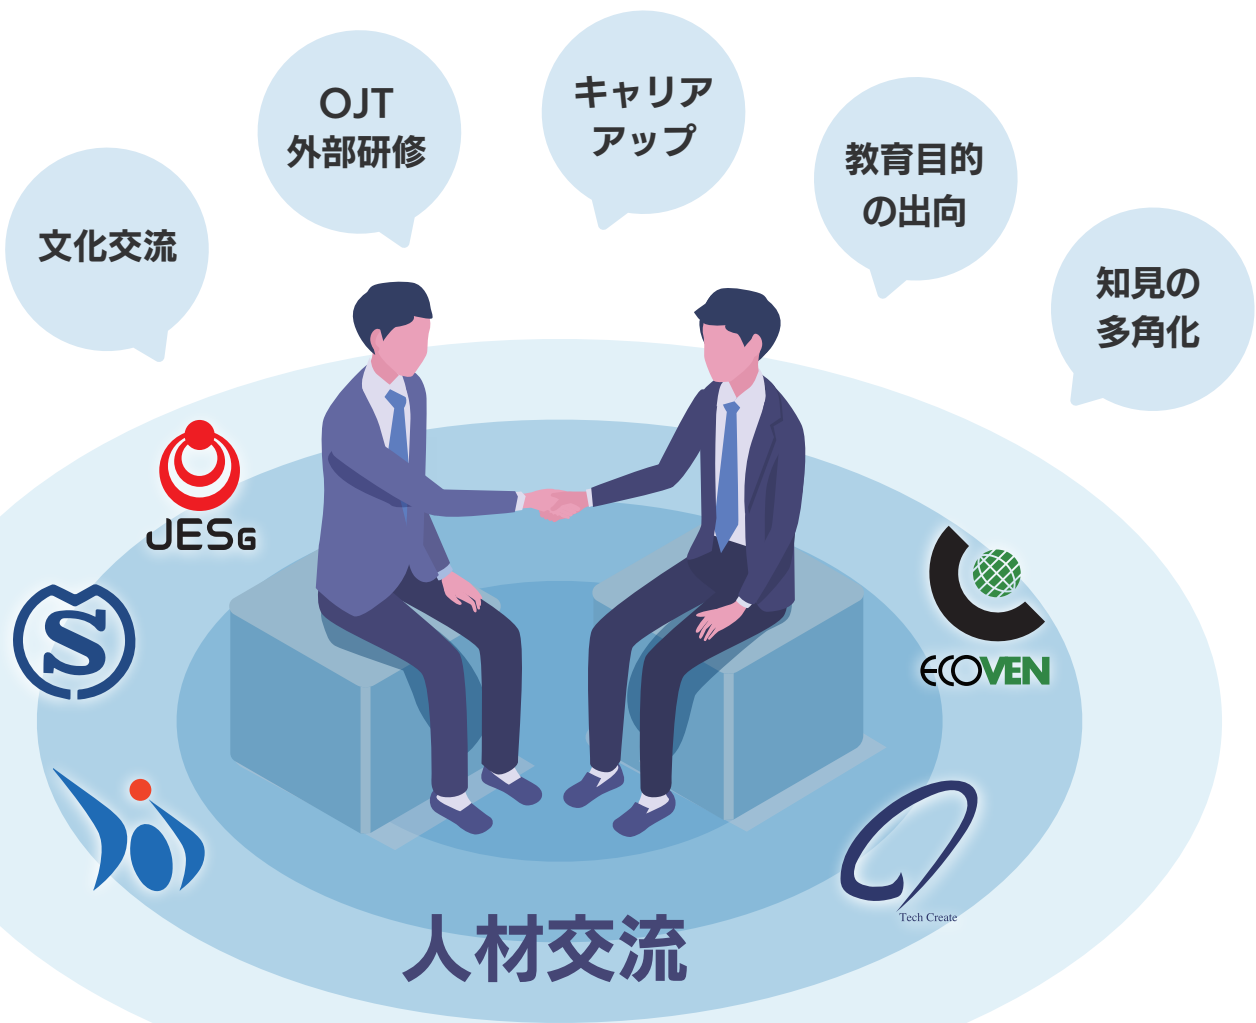 文化交流
OJT
外部研修
キャリア
アップ
教育目的
の出向
知見の
多角化
JESG
S
ECOVEN
Tech Create
人材交流